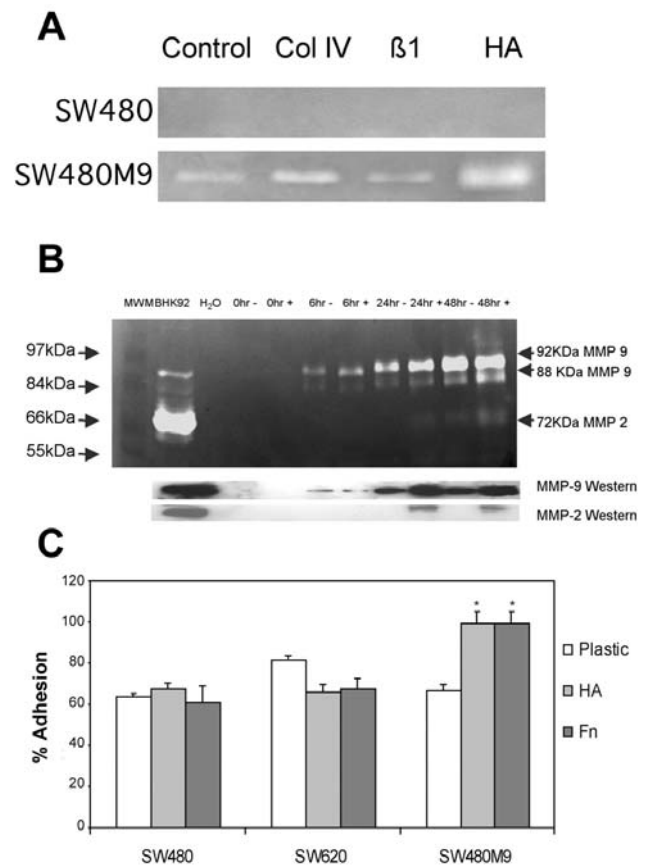 A
Control Col IV ß1 HA
SW480
SW480M9
B
MWM BHK92 H2O 0hr - 0hr + 6hr - 6hr + 24hr - 24hr + 48hr - 48hr +
97kDa
84kDa
66kDa
55kDa
92KDa MMP 9
88 KDa MMP 9
72KDa MMP 2
MMP-9 Western
MMP-2 Western
C
% Adhesion
120
100
80
60
40
20
0
* *
Plastic
HA
Fn
SW480 SW620 SW480M9